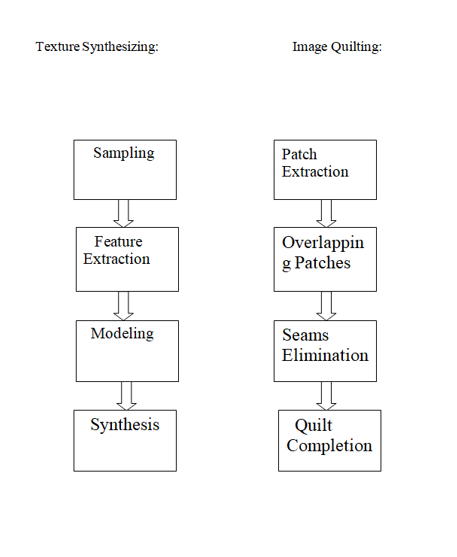 Texture Synthesizing:
Image Quilting:
Sampling
Feature
Extraction
Modeling
Synthesis
Patch
Extraction
Overlappin
g Patches
Seams
Elimination
Quilt
Completion